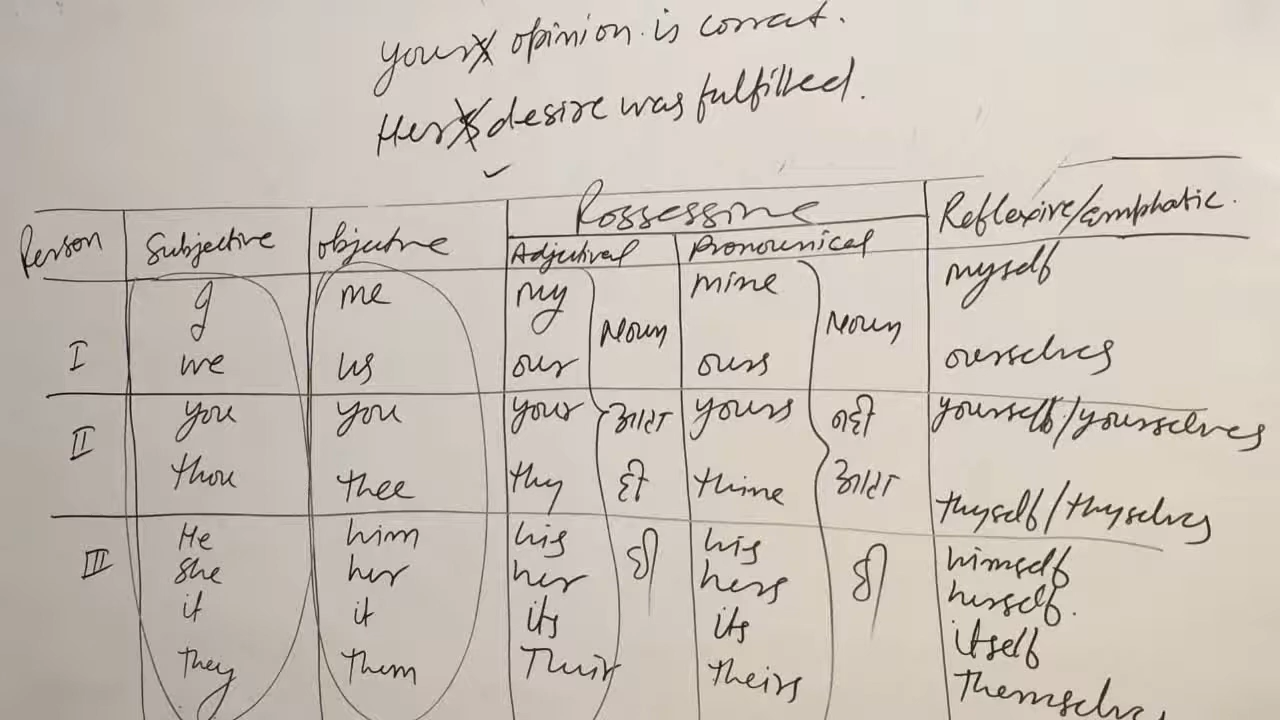 yours opinion is correct.
Hers desire was fulfilled.
Possessive
Person Subjective objective Adjectival Pronounical Reflexive/emphatic.
I
I me my mine myself
Noun Noun
we us our ours ourselves
II
you you your yours yourself/yourselves
आता नहीं
thou thee thy thine thyself/thyselves
है आता
III
He him his his himself
है। है।
she her her hers herself.
it it its its itself
They Them Their Theirs Themselve